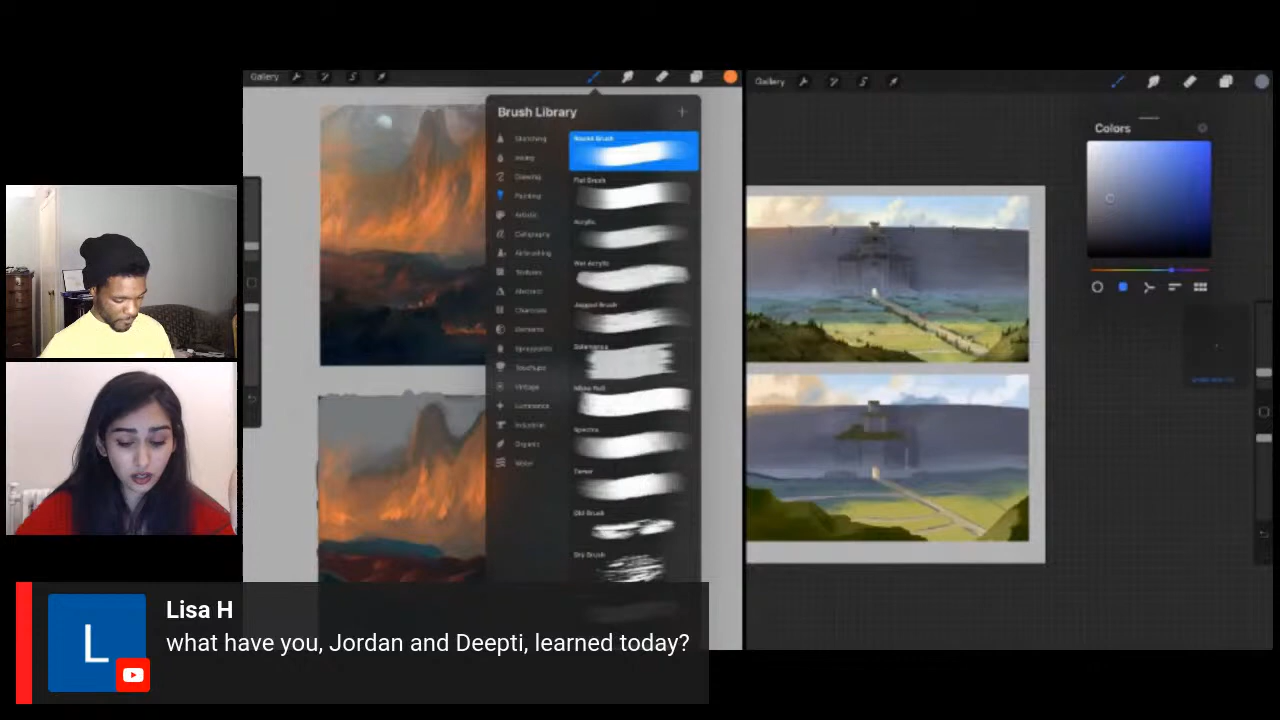 Gallery
Brush Library
Sketching
Inking
Drawing
Painting
Artistic
Calligraphy
Airbrushing
Textures
Abstract
Charcoals
Elements
Spraypaints
Touchups
Vintage
Luminance
Industrial
Organic
Water
Round Brush
Flat Brush
Acrylic
Wet Acrylic
Jagged Brush
Salamanca
Spectra
Tamar
Old Brush
Dry Brush
Gallery
Colors
L
Lisa H
what have you, Jordan and Deepti, learned today?